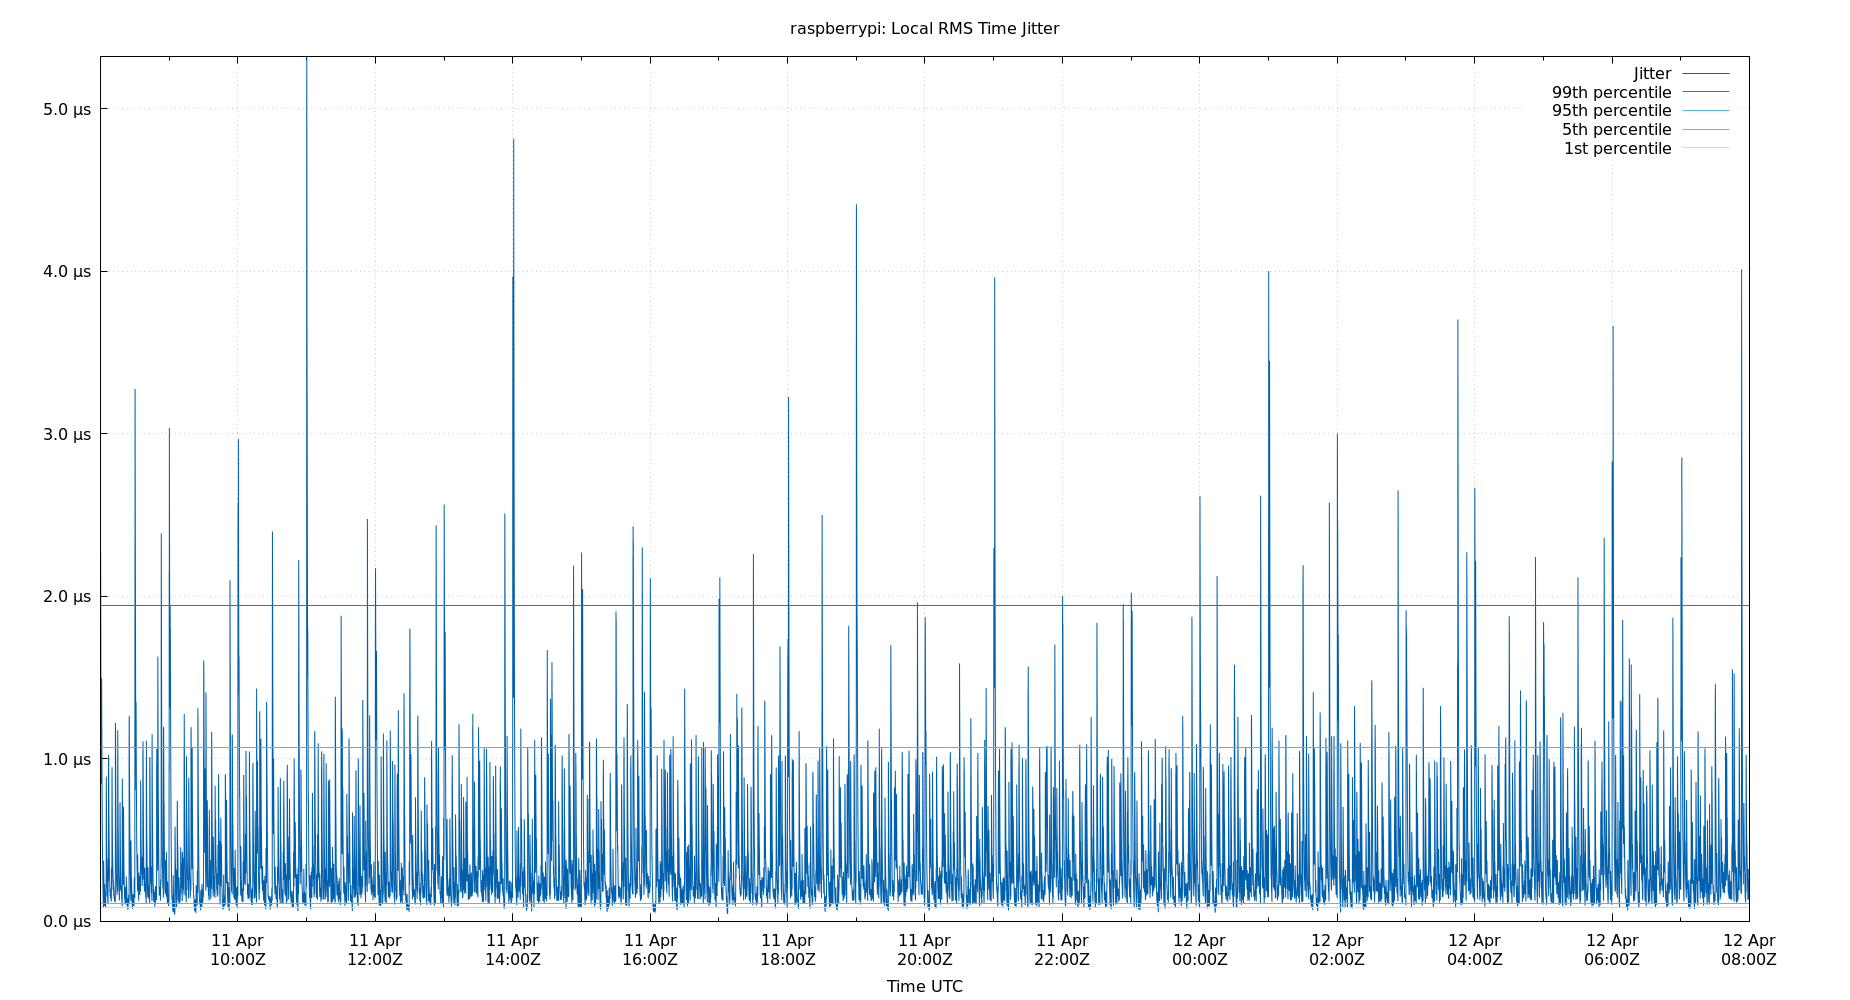 raspberrypi: Local RMS Time Jitter
Jitter
99th percentile
95th percentile
5th percentile
1st percentile
5.0 µs
4.0 µs
3.0 µs
2.0 µs
1.0 µs
0.0 µs
11 Apr 11 Apr 11 Apr 11 Apr 11 Apr 11 Apr 11 Apr 12 Apr 12 Apr 12 Apr 12 Apr 12 Apr
10:00Z 12:00Z 14:00Z 16:00Z 18:00Z 20:00Z 22:00Z 00:00Z 02:00Z 04:00Z 06:00Z 08:00Z
Time UTC